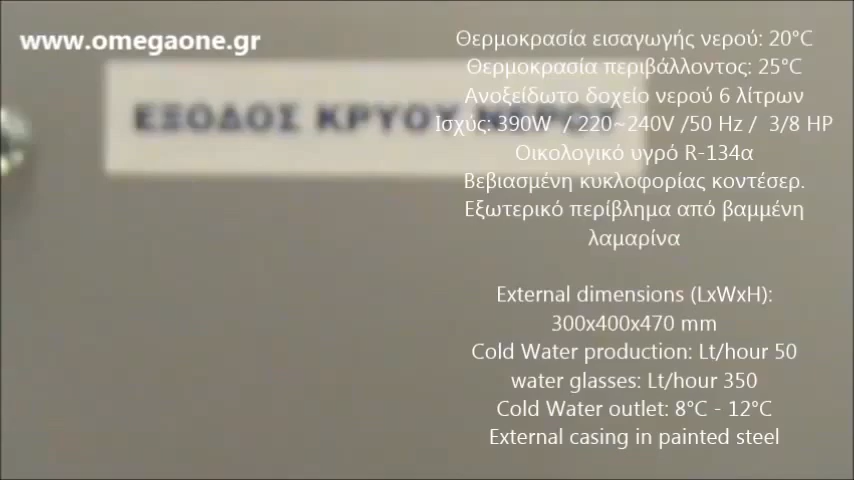 www.omegaone.gr
ΕΞΟΔΟΣ ΚΡΥΟΥ
Θερμοκρασία εισαγωγής νερού: 20°C
Θερμοκρασία περιβάλλοντος: 25°C
Ανοξείδωτο δοχείο νερού 6 λίτρων
Ισχύς: 390W / 220~240V /50 Hz / 3/8 HP
Οικολογικό υγρό R-134α
Βεβιασμένη κυκλοφορίας κοντέσερ.
Εξωτερικό περίβλημα από βαμμένη
λαμαρίνα
External dimensions (LxWxH):
300x400x470 mm
Cold Water production: Lt/hour 50
water glasses: Lt/hour 350
Cold Water outlet: 8°C - 12°C
External casing in painted steel